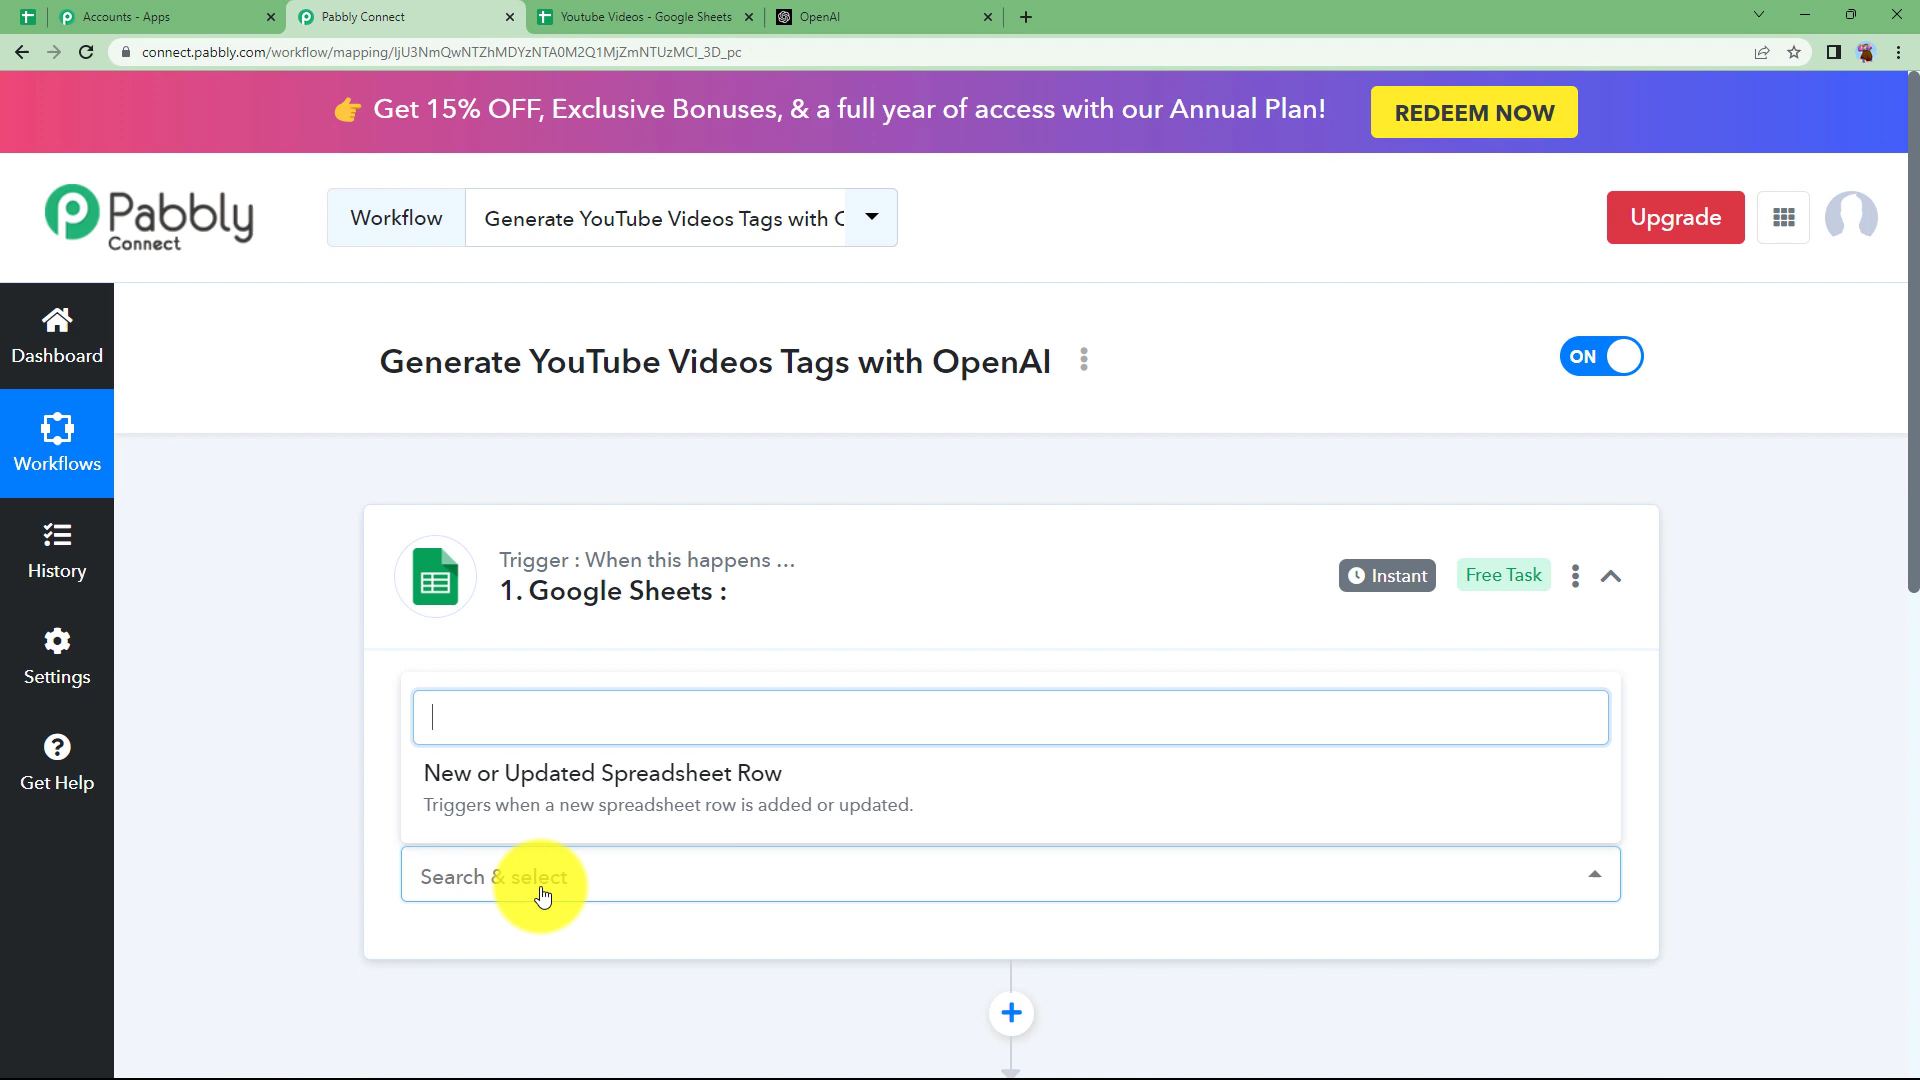 Accounts - Apps
Pabbly Connect
Youtube Videos - Google Sheets
OpenAI
connect.pabbly.com/workflow/mapping/IjU3NmQwNTZhMDYzNTA0M2Q1MjZmNTUzMCI_3D_pc
👉 Get 15% OFF, Exclusive Bonuses, & a full year of access with our Annual Plan!
REDEEM NOW
Pabbly
Connect
Workflow
Generate YouTube Videos Tags with C
Upgrade
Dashboard
Workflows
History
Settings
Get Help
Generate YouTube Videos Tags with OpenAI
ON
Trigger : When this happens ...
1. Google Sheets :
Instant
Free Task
New or Updated Spreadsheet Row
Triggers when a new spreadsheet row is added or updated.
Search & select